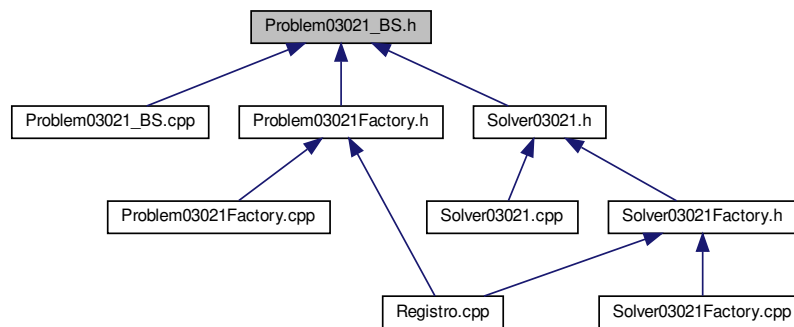 Problem03021_BS.h
Problem03021_BS.cpp
Problem03021Factory.h
Solver03021.h
Problem03021Factory.cpp
Solver03021.cpp
Solver03021Factory.h
Registro.cpp
Solver03021Factory.cpp